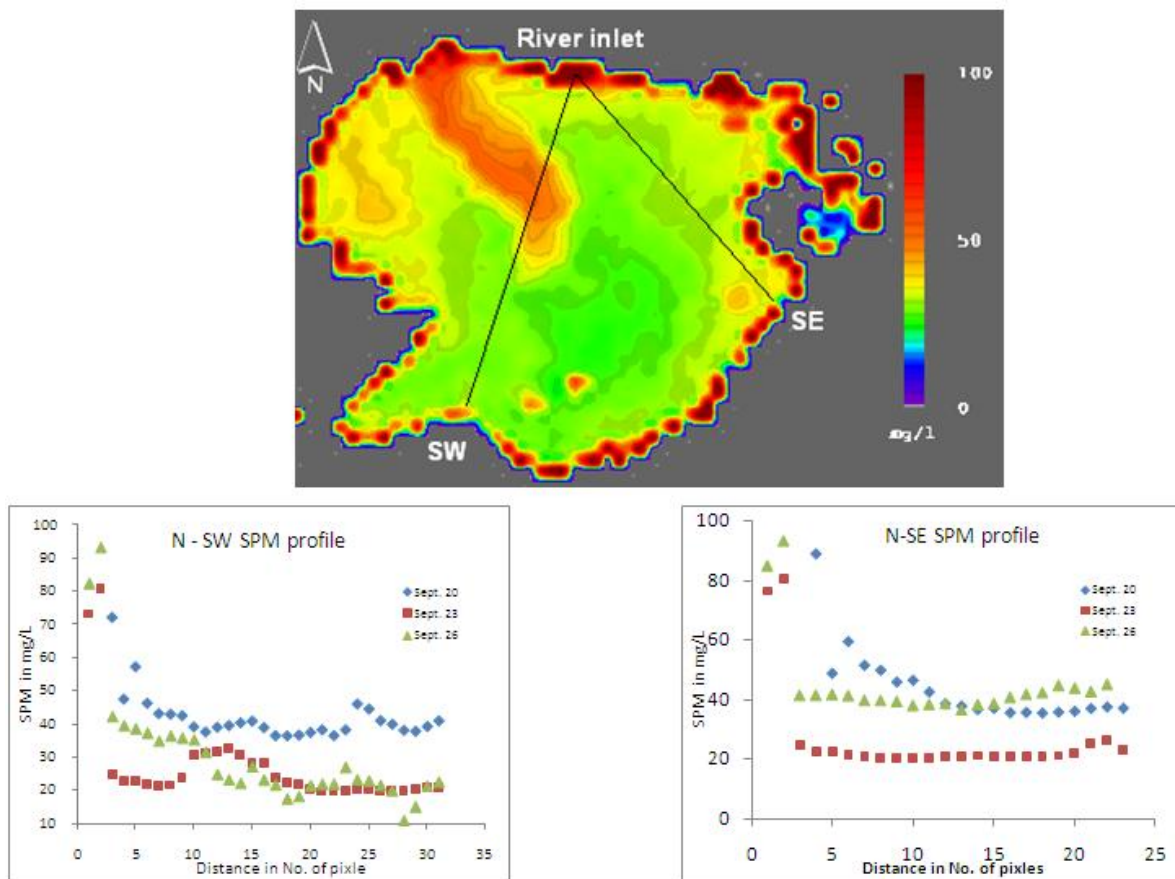 River inlet
N
100
50
0
mg/l
SE
SW
N - SW SPM profile
SPM in mg/L
100
90
80
70
60
50
40
30
20
10
Sept. 20
Sept. 23
Sept. 26
0 5 10 15 20 25 30 35
Distance in No. of pixle
N-SE SPM profile
SPM in mg/L
100
80
60
40
20
0
Sept. 20
Sept. 23
Sept. 26
0 5 10 15 20 25
Distance in No. of pixles